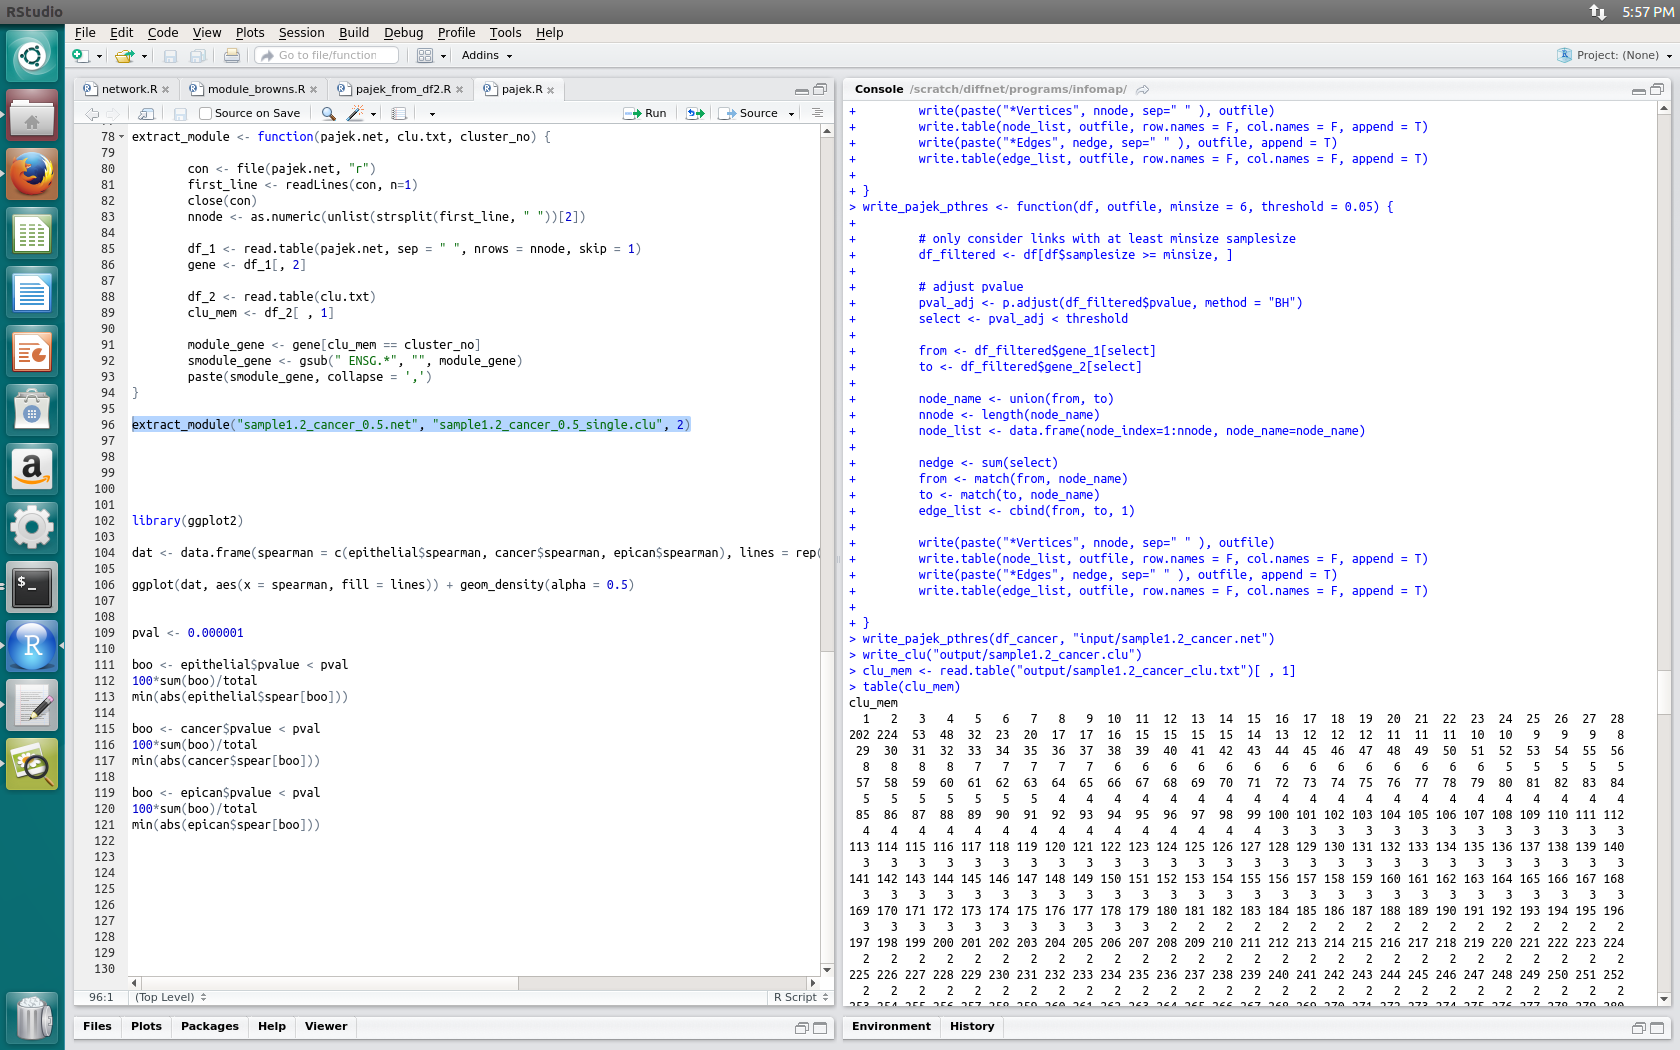 RStudio
5:57 PM
File Edit Code View Plots Session Build Debug Profile Tools Help
Go to file/function
Addins
Project: (None)
network.R
module_browns.R
pajek_from_df2.R
pajek.R
Source on Save
Run
Source
78 extract_module <- function(pajek.net, clu.txt, cluster_no) {
79
80 con <- file(pajek.net, "r")
81 first_line <- readLines(con, n=1)
82 close(con)
83 nnode <- as.numeric(unlist(strsplit(first_line, " "))[2])
84
85 df_1 <- read.table(pajek.net, sep = " ", nrows = nnode, skip = 1)
86 gene <- df_1[, 2]
87
88 df_2 <- read.table(clu.txt)
89 clu_mem <- df_2[ , 1]
90
91 module_gene <- gene[clu_mem == cluster_no]
92 smodule_gene <- gsub(" ENSG.*", "", module_gene)
93 paste(smodule_gene, collapse = ',')
94 }
95
96 extract_module("sample1.2_cancer_0.5.net", "sample1.2_cancer_0.5_single.clu", 2)
97
98
99
100
101
102 library(ggplot2)
103
104 dat <- data.frame(spearman = c(epithelial$spearman, cancer$spearman, epican$spearman), lines = rep(
105
106 ggplot(dat, aes(x = spearman, fill = lines)) + geom_density(alpha = 0.5)
107
108
109 pval <- 0.000001
110
111 boo <- epithelial$pvalue < pval
112 100*sum(boo)/total
113 min(abs(epithelial$spear[boo]))
114
115 boo <- cancer$pvalue < pval
116 100*sum(boo)/total
117 min(abs(cancer$spear[boo]))
118
119 boo <- epican$pvalue < pval
120 100*sum(boo)/total
121 min(abs(epican$spear[boo]))
122
123
124
125
126
127
128
129
130
96:1 (Top Level) R Script
Files Plots Packages Help Viewer
Console /scratch/diffnet/programs/infomap/
+ write(paste("*Vertices", nnode, sep=" " ), outfile)
+ write.table(node_list, outfile, row.names = F, col.names = F, append = T)
+ write(paste("*Edges", nedge, sep=" " ), outfile, append = T)
+ write.table(edge_list, outfile, row.names = F, col.names = F, append = T)
+
+ }
> write_pajek_pthres <- function(df, outfile, minsize = 6, threshold = 0.05) {
+
+ # only consider links with at least minsize samplesize
+ df_filtered <- df[df$samplesize >= minsize, ]
+
+ # adjust pvalue
+ pval_adj <- p.adjust(df_filtered$pvalue, method = "BH")
+ select <- pval_adj < threshold
+
+ from <- df_filtered$gene_1[select]
+ to <- df_filtered$gene_2[select]
+
+ node_name <- union(from, to)
+ nnode <- length(node_name)
+ node_list <- data.frame(node_index=1:nnode, node_name=node_name)
+
+ nedge <- sum(select)
+ from <- match(from, node_name)
+ to <- match(to, node_name)
+ edge_list <- cbind(from, to, 1)
+
+ write(paste("*Vertices", nnode, sep=" " ), outfile)
+ write.table(node_list, outfile, row.names = F, col.names = F, append = T)
+ write(paste("*Edges", nedge, sep=" " ), outfile, append = T)
+ write.table(edge_list, outfile, row.names = F, col.names = F, append = T)
+
+ }
> write_pajek_pthres(df_cancer, "input/sample1.2_cancer.net")
> write_clu("output/sample1.2_cancer.clu")
> clu_mem <- read.table("output/sample1.2_cancer_clu.txt")[ , 1]
> table(clu_mem)
clu_mem
1 2 3 4 5 6 7 8 9 10 11 12 13 14 15 16 17 18 19 20 21 22 23 24 25 26 27 28
202 224 53 48 32 23 20 17 17 16 15 15 15 15 14 13 12 12 12 11 11 11 10 10 9 9 9 8
29 30 31 32 33 34 35 36 37 38 39 40 41 42 43 44 45 46 47 48 49 50 51 52 53 54 55 56
8 8 8 8 7 7 7 7 7 6 6 6 6 6 6 6 6 6 6 6 6 6 6 5 5 5 5 5
57 58 59 60 61 62 63 64 65 66 67 68 69 70 71 72 73 74 75 76 77 78 79 80 81 82 83 84
5 5 5 5 5 5 5 4 4 4 4 4 4 4 4 4 4 4 4 4 4 4 4 4 4 4 4 4
85 86 87 88 89 90 91 92 93 94 95 96 97 98 99 100 101 102 103 104 105 106 107 108 109 110 111 112
4 4 4 4 4 4 4 4 4 4 4 4 4 4 4 3 3 3 3 3 3 3 3 3 3 3 3 3
113 114 115 116 117 118 119 120 121 122 123 124 125 126 127 128 129 130 131 132 133 134 135 136 137 138 139 140
3 3 3 3 3 3 3 3 3 3 3 3 3 3 3 3 3 3 3 3 3 3 3 3 3 3 3 3
141 142 143 144 145 146 147 148 149 150 151 152 153 154 155 156 157 158 159 160 161 162 163 164 165 166 167 168
3 3 3 3 3 3 3 3 3 3 3 3 3 3 3 3 3 3 3 3 3 3 3 3 3 3 3 3
169 170 171 172 173 174 175 176 177 178 179 180 181 182 183 184 185 186 187 188 189 190 191 192 193 194 195 196
3 3 3 3 3 3 3 3 3 3 3 2 2 2 2 2 2 2 2 2 2 2 2 2 2 2 2 2
197 198 199 200 201 202 203 204 205 206 207 208 209 210 211 212 213 214 215 216 217 218 219 220 221 222 223 224
2 2 2 2 2 2 2 2 2 2 2 2 2 2 2 2 2 2 2 2 2 2 2 2 2 2 2 2
225 226 227 228 229 230 231 232 233 234 235 236 237 238 239 240 241 242 243 244 245 246 247 248 249 250 251 252
2 2 2 2 2 2 2 2 2 2 2 2 2 2 2 2 2 2 2 2 2 2 2 2 2 2 2 2
253 254 255 256 257 258 259 260 261 262 263 264 265 266 267 268 269 270 271 272 273 274 275 276 277 278 279 280
Environment History